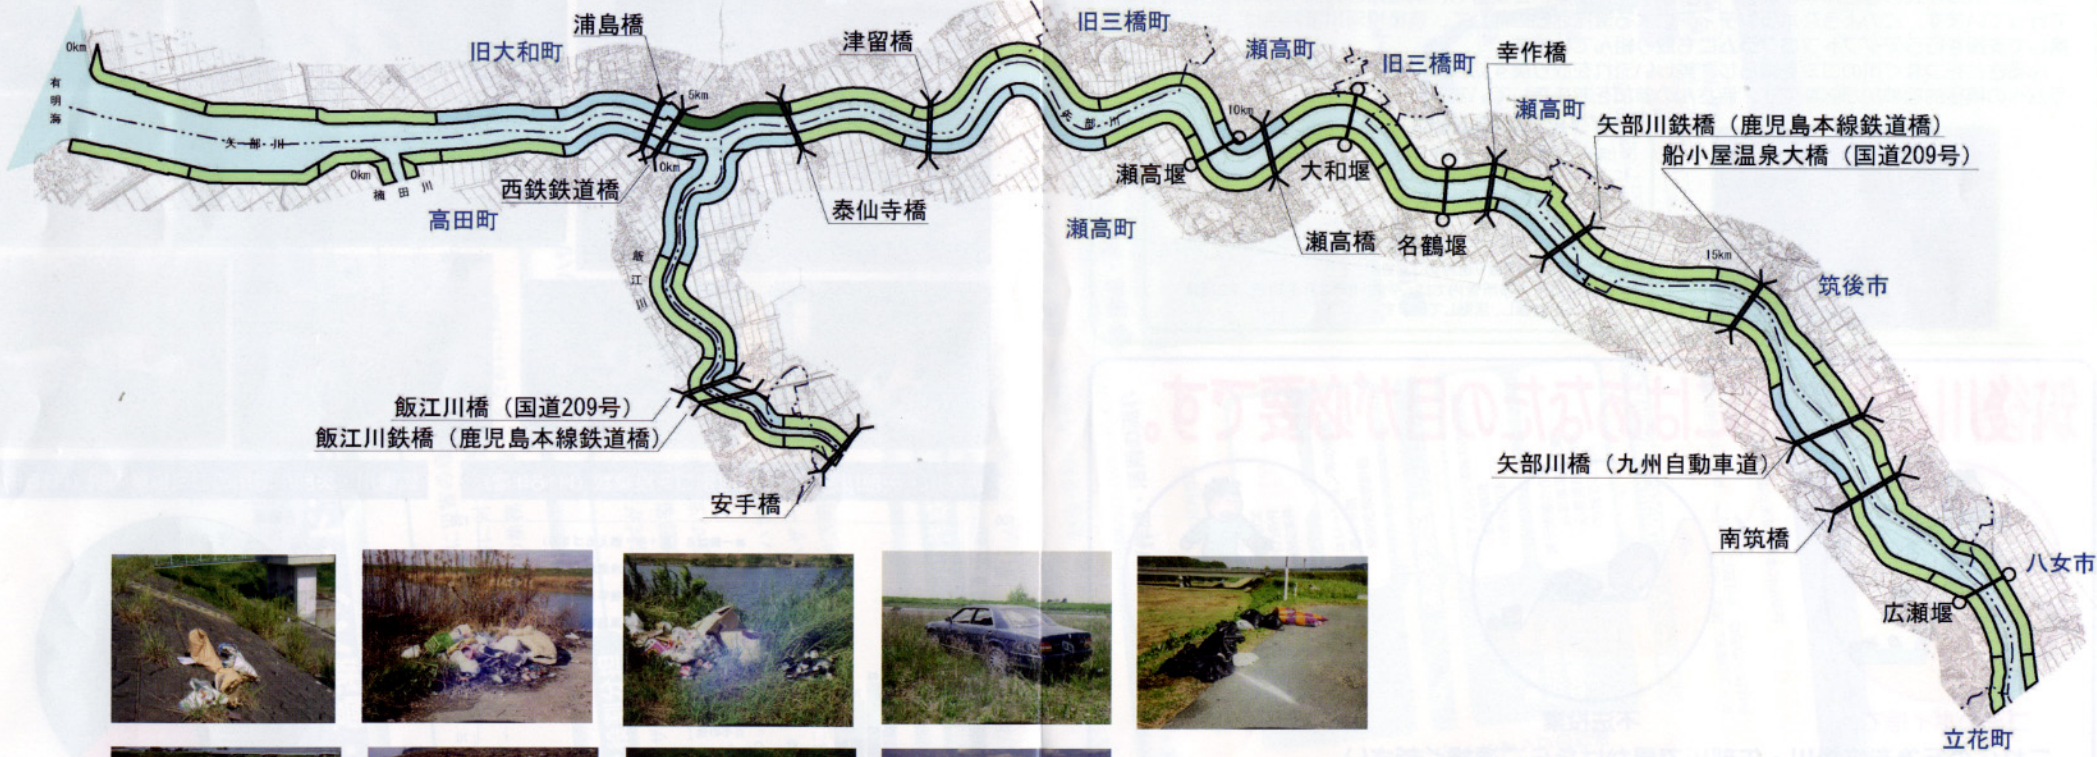 旧三橋町
浦島橋
旧大和町
津留橋
瀬高町
旧三橋町
幸作橋
瀬高町
0km
有明海
5km
10km
矢部川鉄橋（鹿児島本線鉄道橋）
船小屋温泉大橋（国道209号）
矢部川
矢部川
0km
楠田川
0km
西鉄鉄道橋
高田町
泰仙寺橋
瀬高堰
瀬高町
大和堰
瀬高橋
名鶴堰
15km
筑後市
飯江川
飯江川橋（国道209号）
飯江川鉄橋（鹿児島本線鉄道橋）
安手橋
矢部川橋（九州自動車道）
南筑橋
八女市
広瀬堰
立花町